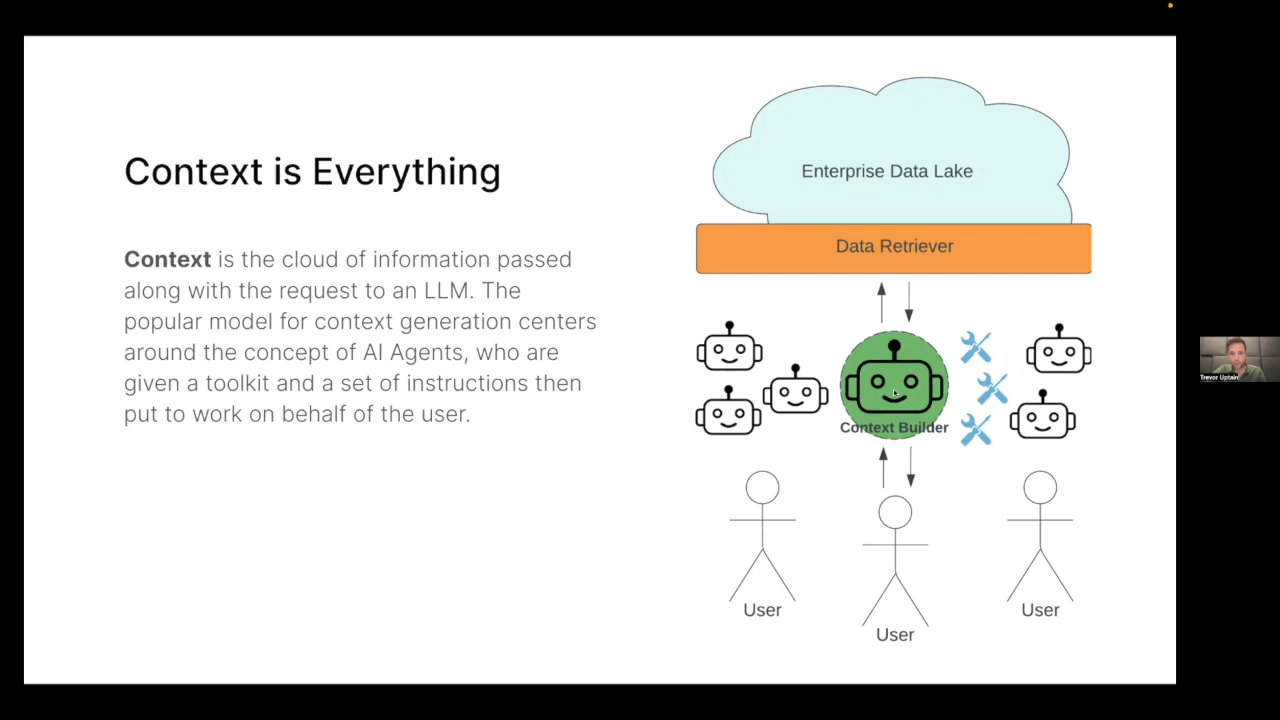 Context is Everything
Context is the cloud of information passed
along with the request to an LLM. The
popular model for context generation centers
around the concept of AI Agents, who are
given a toolkit and a set of instructions then
put to work on behalf of the user.
Enterprise Data Lake
Data Retriever
Context Builder
User
User
User
Trevor Uptain